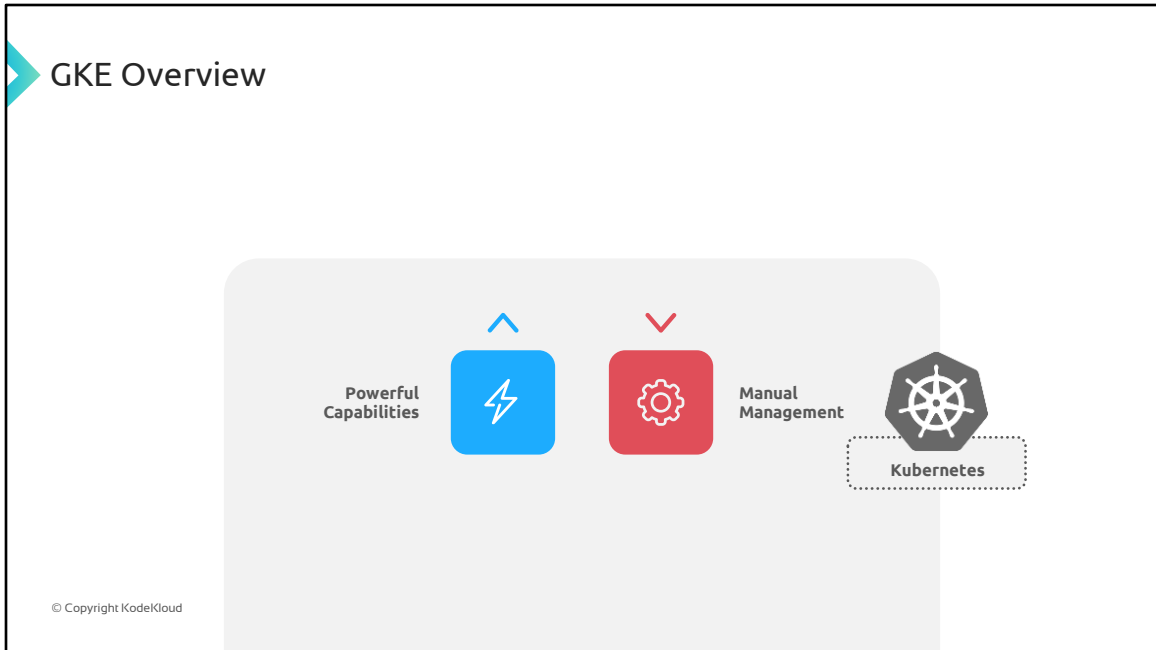 GKE Overview
Powerful
Capabilities
Manual
Management
Kubernetes
© Copyright KodeKloud